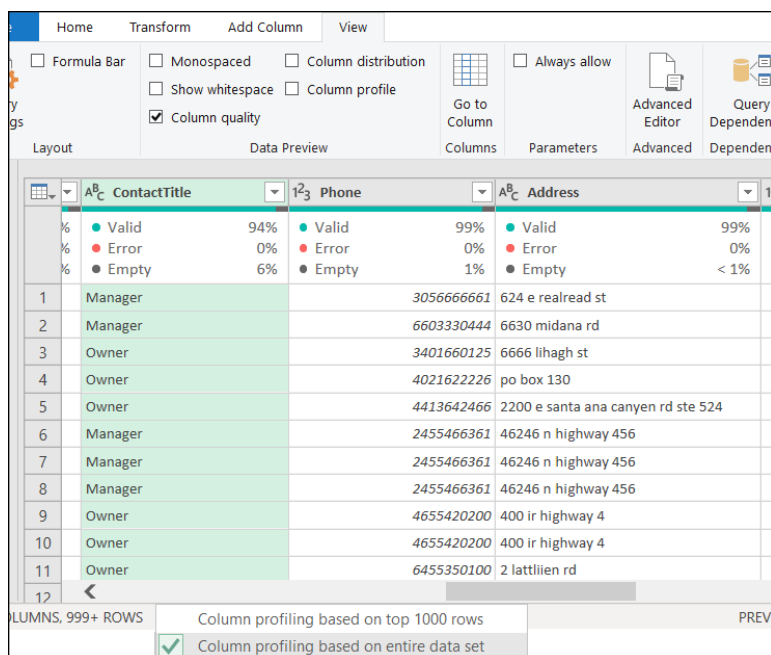 Home Transform Add Column View
Formula Bar Monospaced Column distribution Always allow
Show whitespace Column profile
Column quality
Go to Column
Advanced Editor
Query
Layout Data Preview Columns Parameters Advanced
ABC ContactTitle 123 Phone ABC Address
% Valid 94% Valid 99% Valid 99%
% Error 0% Error 0% Error 0%
% Empty 6% Empty 1% Empty < 1%
1 Manager 3056666661 624 e realread st
2 Manager 6603330444 6630 midana rd
3 Owner 3401660125 6666 lihagh st
4 Owner 4021622226 po box 130
5 Owner 4413642466 2200 e santa ana canyen rd ste 524
6 Manager 2455466361 46246 n highway 456
7 Manager 2455466361 46246 n highway 456
8 Manager 2455466361 46246 n highway 456
9 Owner 4655420200 400 ir highway 4
10 Owner 4655420200 400 ir highway 4
11 Owner 6455350100 2 lattliien rd
12
999+ ROWS
Column profiling based on top 1000 rows
Column profiling based on entire data set